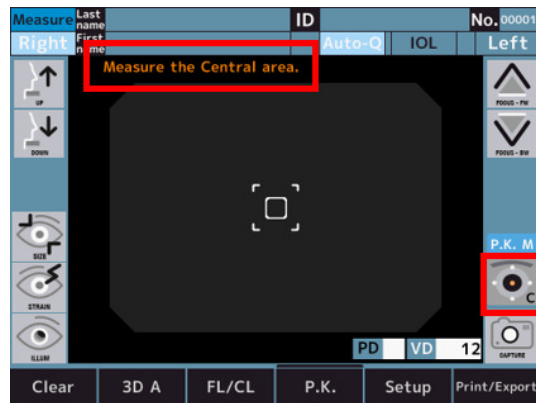 Measure Last name ID No. 00001
Right First name Auto-Q IOL Left
Measure the Central area.
UP
FOCUS - FW
DOWN
FOCUS - BW
SIZE
P.K. M
STRAIN
C
ILLUM
PD VD 12
CAPTURE
Clear 3D A FL/CL P.K. Setup Print/Export